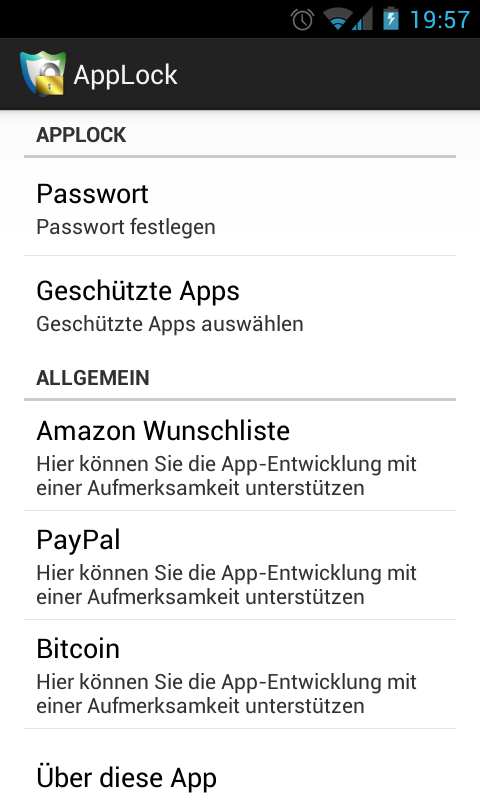 19:57
AppLock
APPLOCK
Passwort
Passwort festlegen
Geschützte Apps
Geschützte Apps auswählen
ALLGEMEIN
Amazon Wunschliste
Hier können Sie die App-Entwicklung mit
einer Aufmerksamkeit unterstützen
PayPal
Hier können Sie die App-Entwicklung mit
einer Aufmerksamkeit unterstützen
Bitcoin
Hier können Sie die App-Entwicklung mit
einer Aufmerksamkeit unterstützen
Über diese App